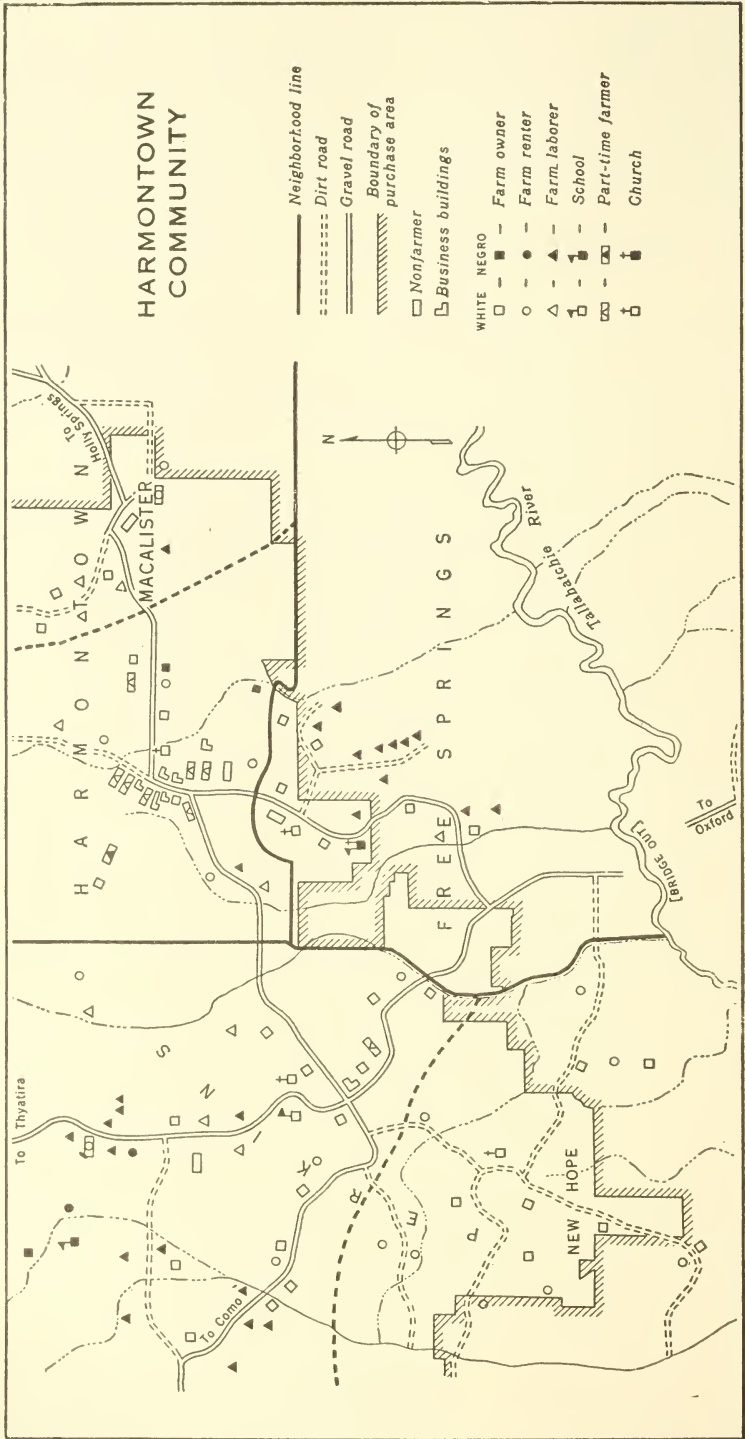 HARMONTOWN
COMMUNITY
Neighborhood line
Dirt road
Gravel road
Boundary of
purchase area
Nonfarmer
Business buildings
WHITE NEGRO
Farm owner
Farm renter
Farm laborer
School
Part-time farmer
Church
To Thyatira
To
Holly Springs
HARMONTOWN
MACALISTER
N
To Como
PERKINS
FREE SPRINGS
Tallahatchie River
NEW HOPE
[BRIDGE OUT]
To
Oxford